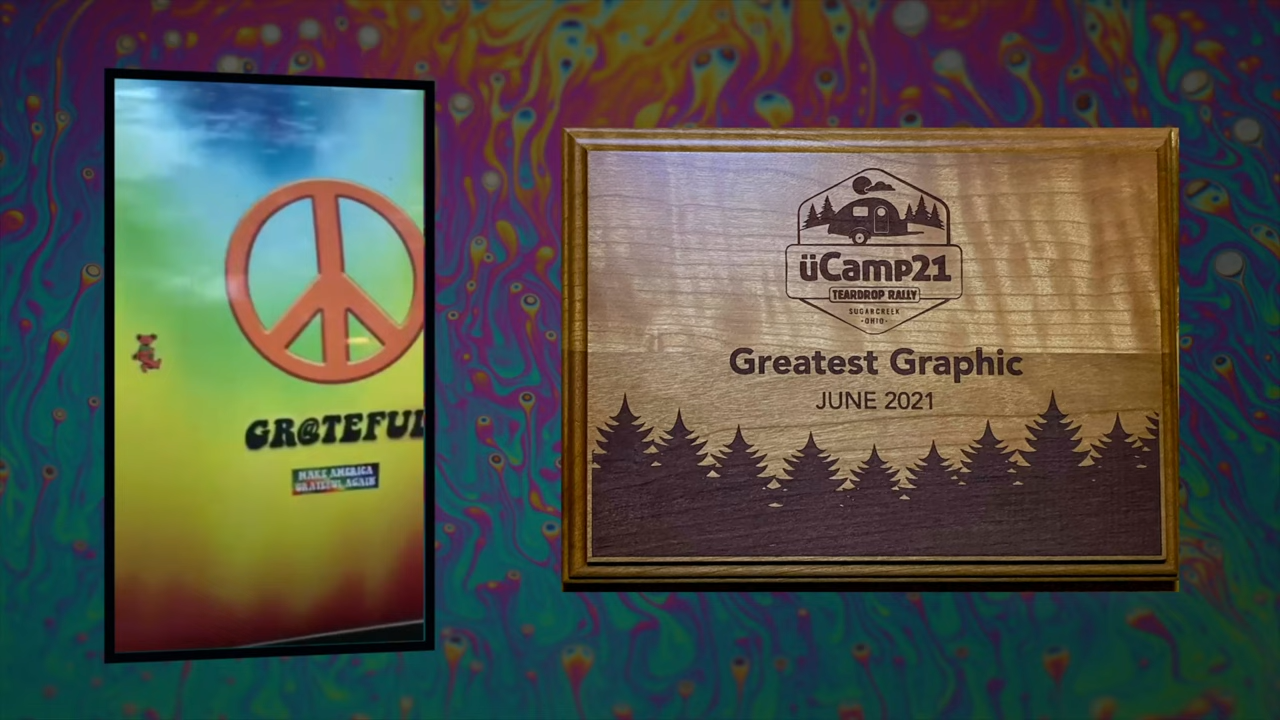 GR@TEFUL
MAKE AMERICA
GRATEFUL AGAIN
üCamp21
TEARDROP RALLY
SUGARCREEK
-OHIO-
Greatest Graphic
JUNE 2021